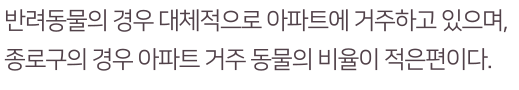 반려동물의 경우 대체적으로 아파트에 거주하고 있으며,
종로구의 경우 아파트 거주 동물의 비율이 적은편이다.